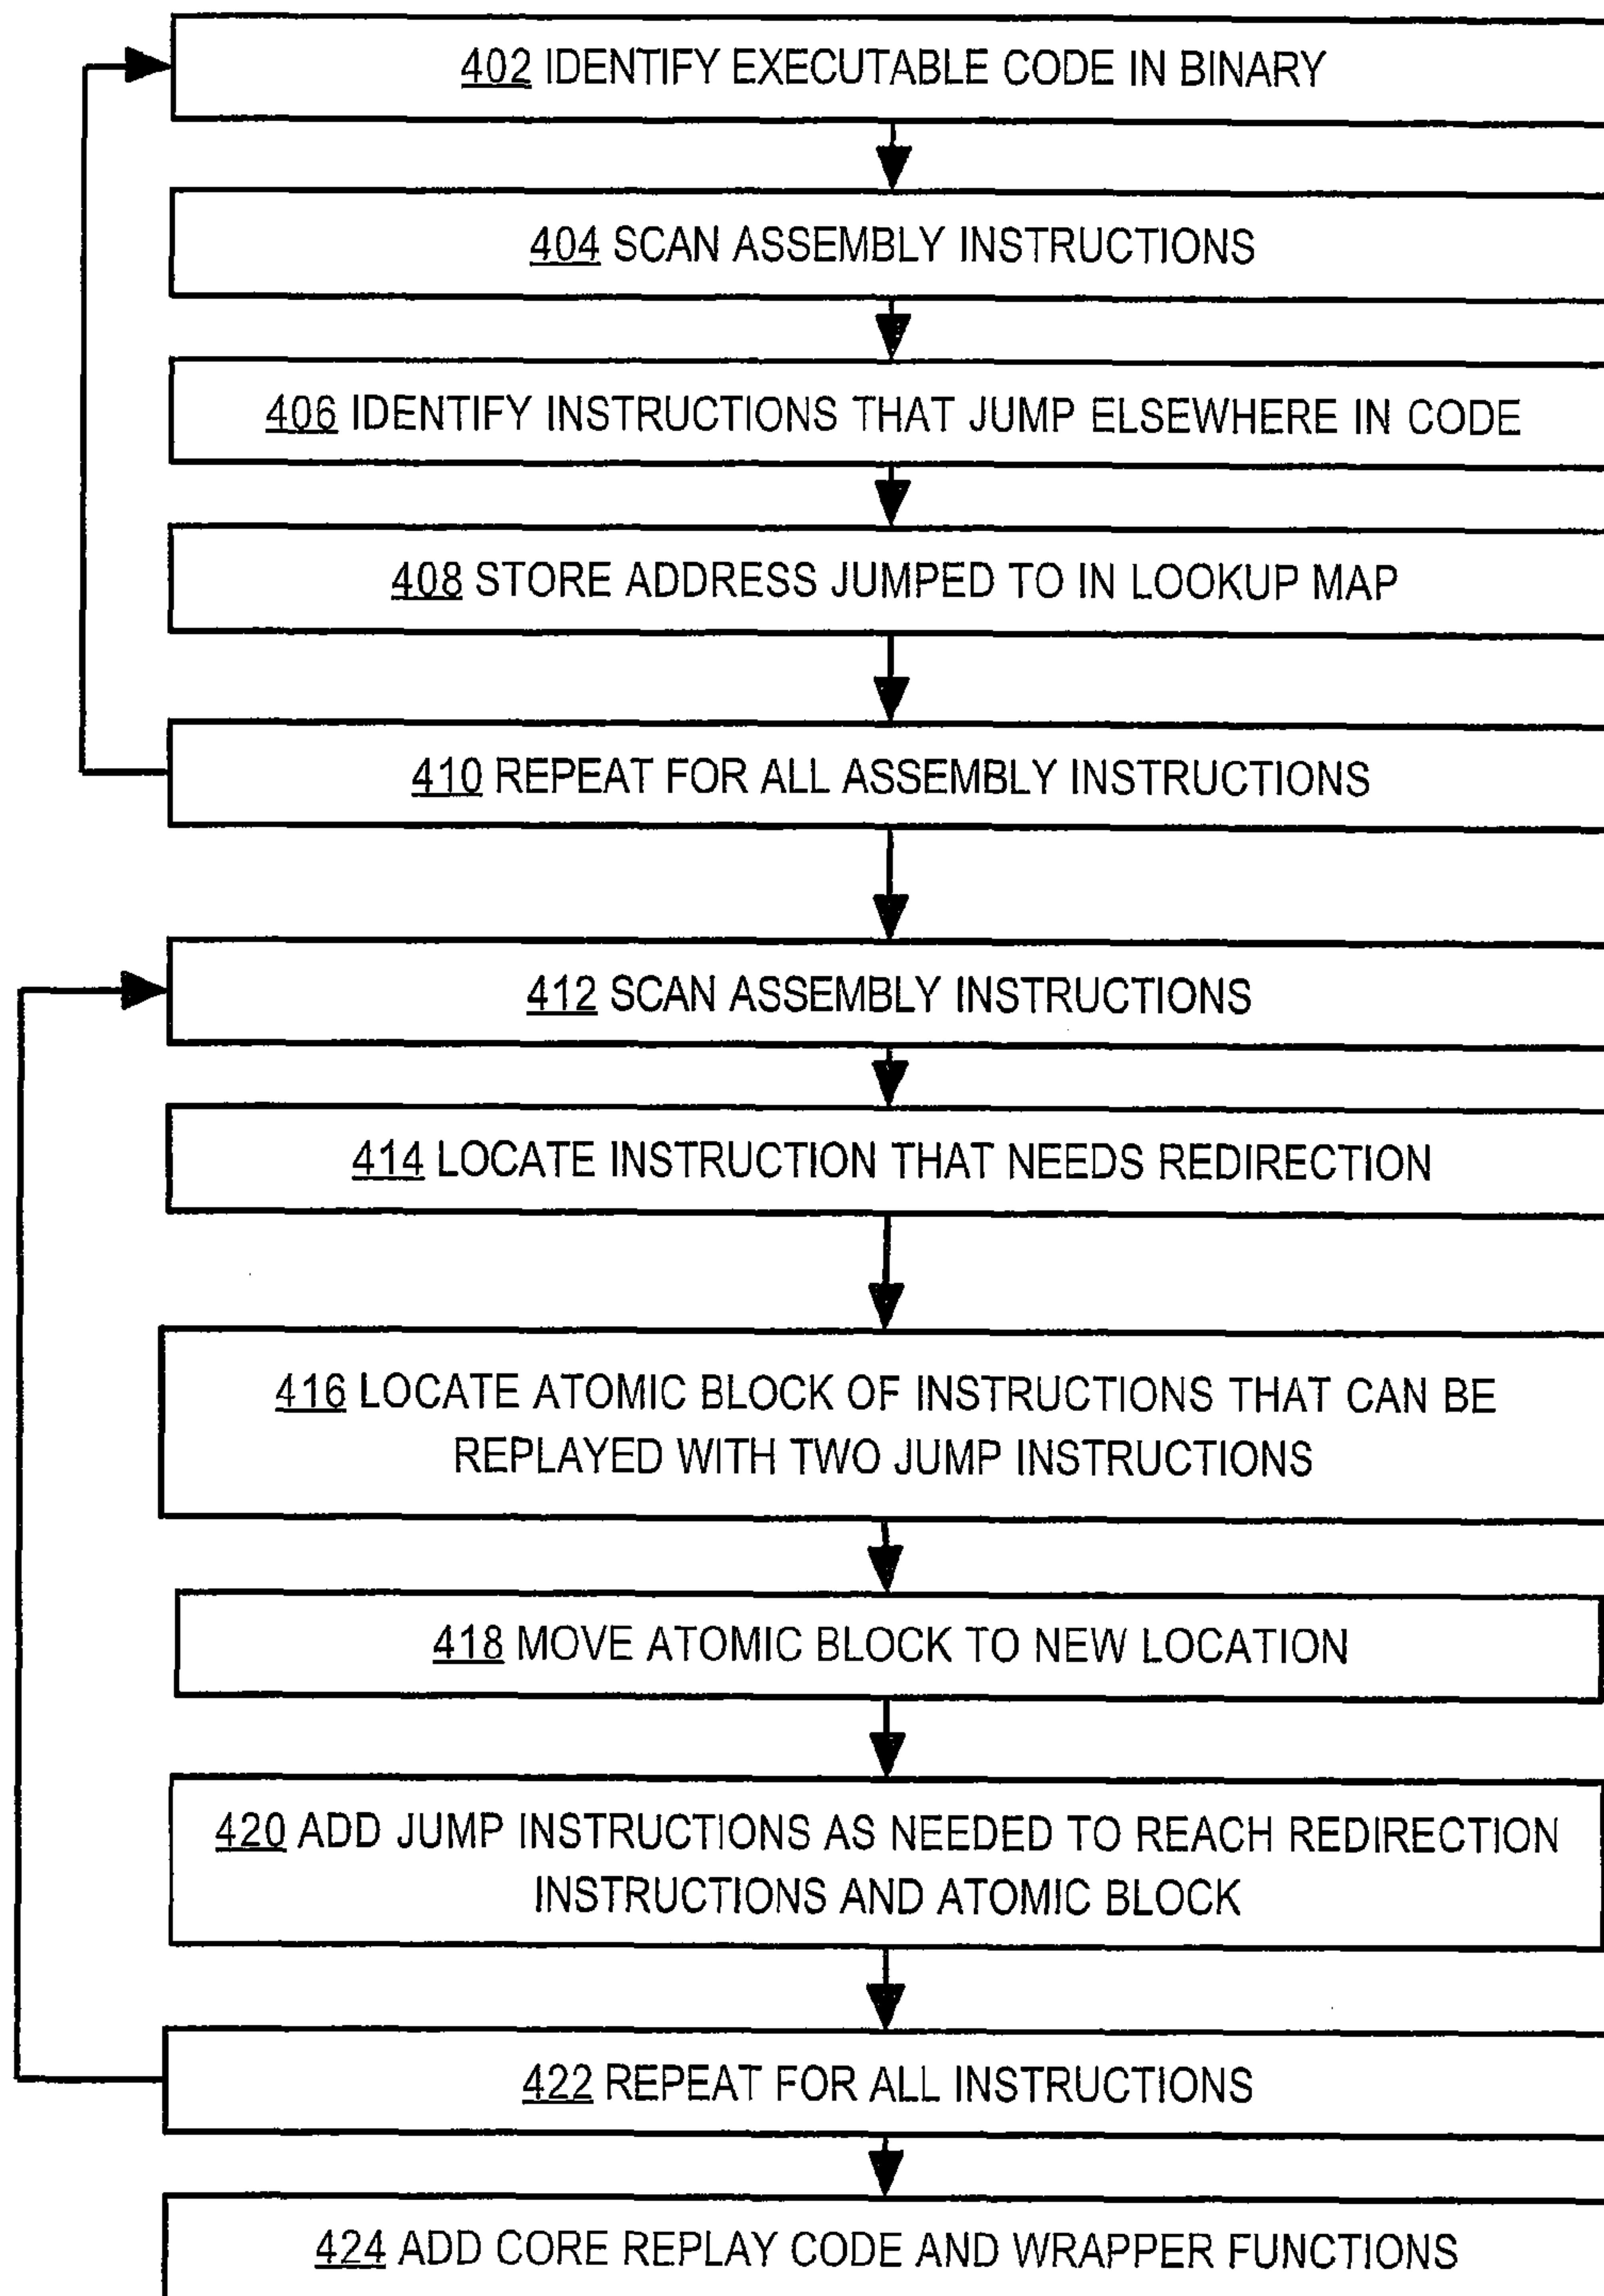 402 IDENTIFY EXECUTABLE CODE IN BINARY
404 SCAN ASSEMBLY INSTRUCTIONS
406 IDENTIFY INSTRUCTIONS THAT JUMP ELSEWHERE IN CODE
408 STORE ADDRESS JUMPED TO IN LOOKUP MAP
410 REPEAT FOR ALL ASSEMBLY INSTRUCTIONS
412 SCAN ASSEMBLY INSTRUCTIONS
414 LOCATE INSTRUCTION THAT NEEDS REDIRECTION
416 LOCATE ATOMIC BLOCK OF INSTRUCTIONS THAT CAN BE
REPLAYED WITH TWO JUMP INSTRUCTIONS
418 MOVE ATOMIC BLOCK TO NEW LOCATION
420 ADD JUMP INSTRUCTIONS AS NEEDED TO REACH REDIRECTION
INSTRUCTIONS AND ATOMIC BLOCK
422 REPEAT FOR ALL INSTRUCTIONS
424 ADD CORE REPLAY CODE AND WRAPPER FUNCTIONS